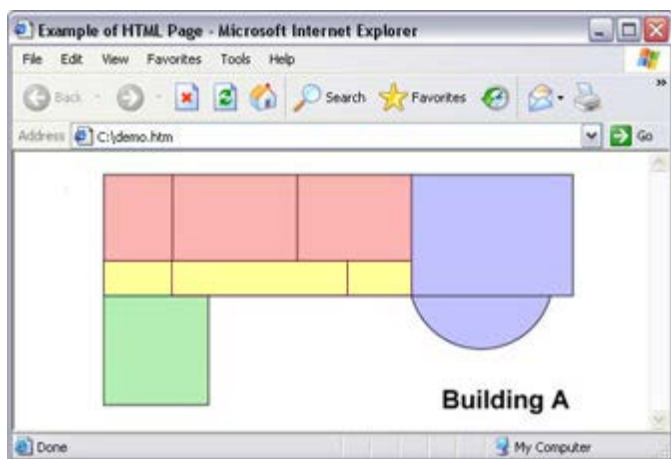 Example of HTML Page - Microsoft Internet Explorer
File Edit View Favorites Tools Help
Back Search Favorites
Address C:\demo.htm Go
Building A
Done My Computer